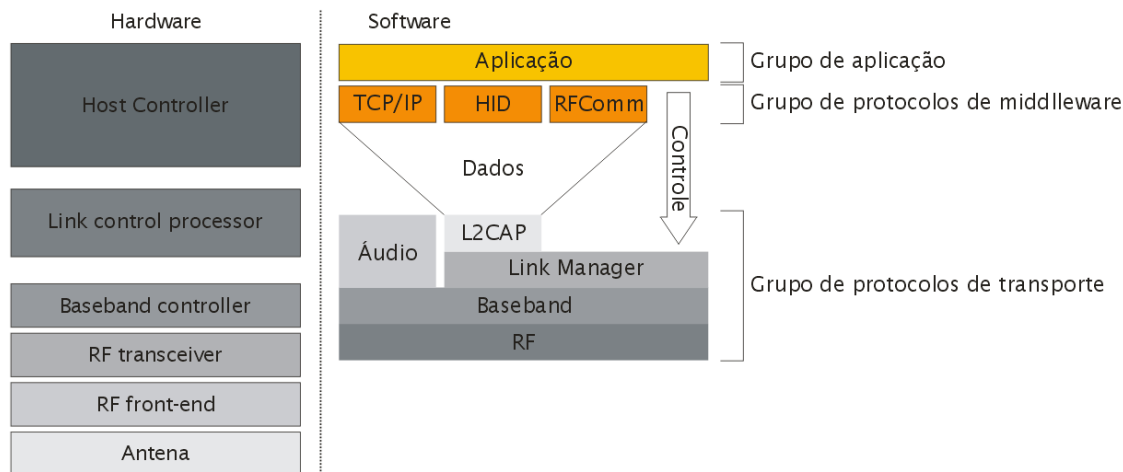 Hardware
Software
Host Controller
Link control processor
Baseband controller
RF transceiver
RF front-end
Antena
Aplicação
TCP/IP
HID
RFComm
Dados
Controle
Áudio
L2CAP
Link Manager
Baseband
RF
Grupo de aplicação
Grupo de protocolos de middlleware
Grupo de protocolos de transporte